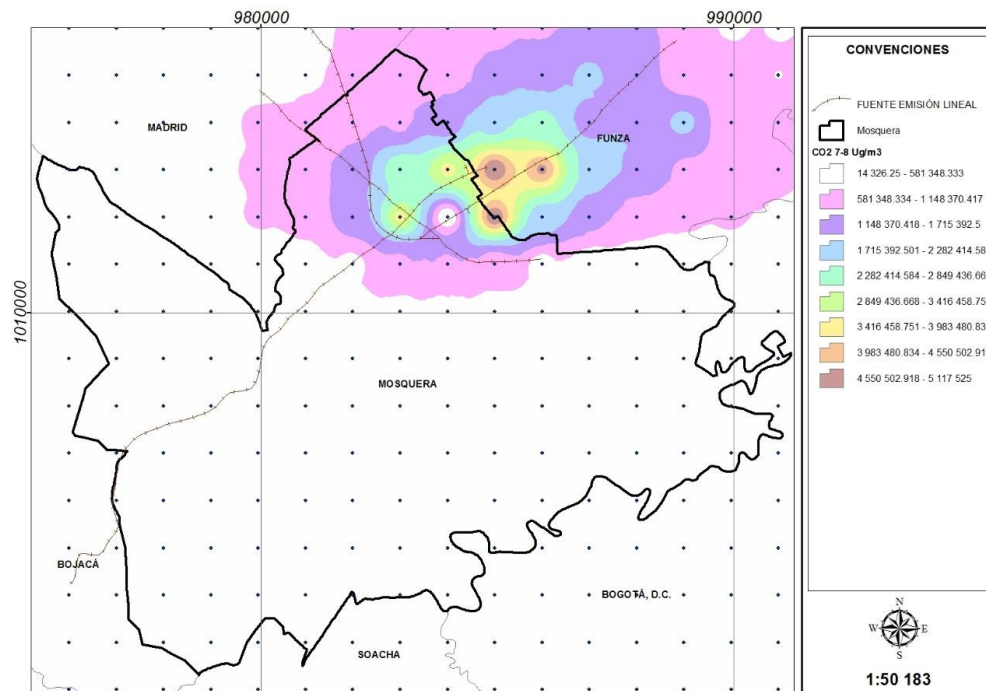 980000
990000
1010000
MADRID
FUNZA
MOSQUERA
BOJACÁ
BOGOTÁ, D.C.
SOACHA
CONVENCIONES
FUENTE EMISIÓN LINEAL
Mosquera
CO2 7-8 Ug/m3
14 326.25 - 581 348.333
581 348.334 - 1 148 370.417
1 148 370.418 - 1 715 392.5
1 715 392.501 - 2 282 414.58
2 282 414.584 - 2 849 436.66
2 849 436.668 - 3 416 458.75
3 416 458.751 - 3 983 480.83
3 983 480.834 - 4 550 502.91
4 550 502.918 - 5 117 525
N
W E
S
1:50 183